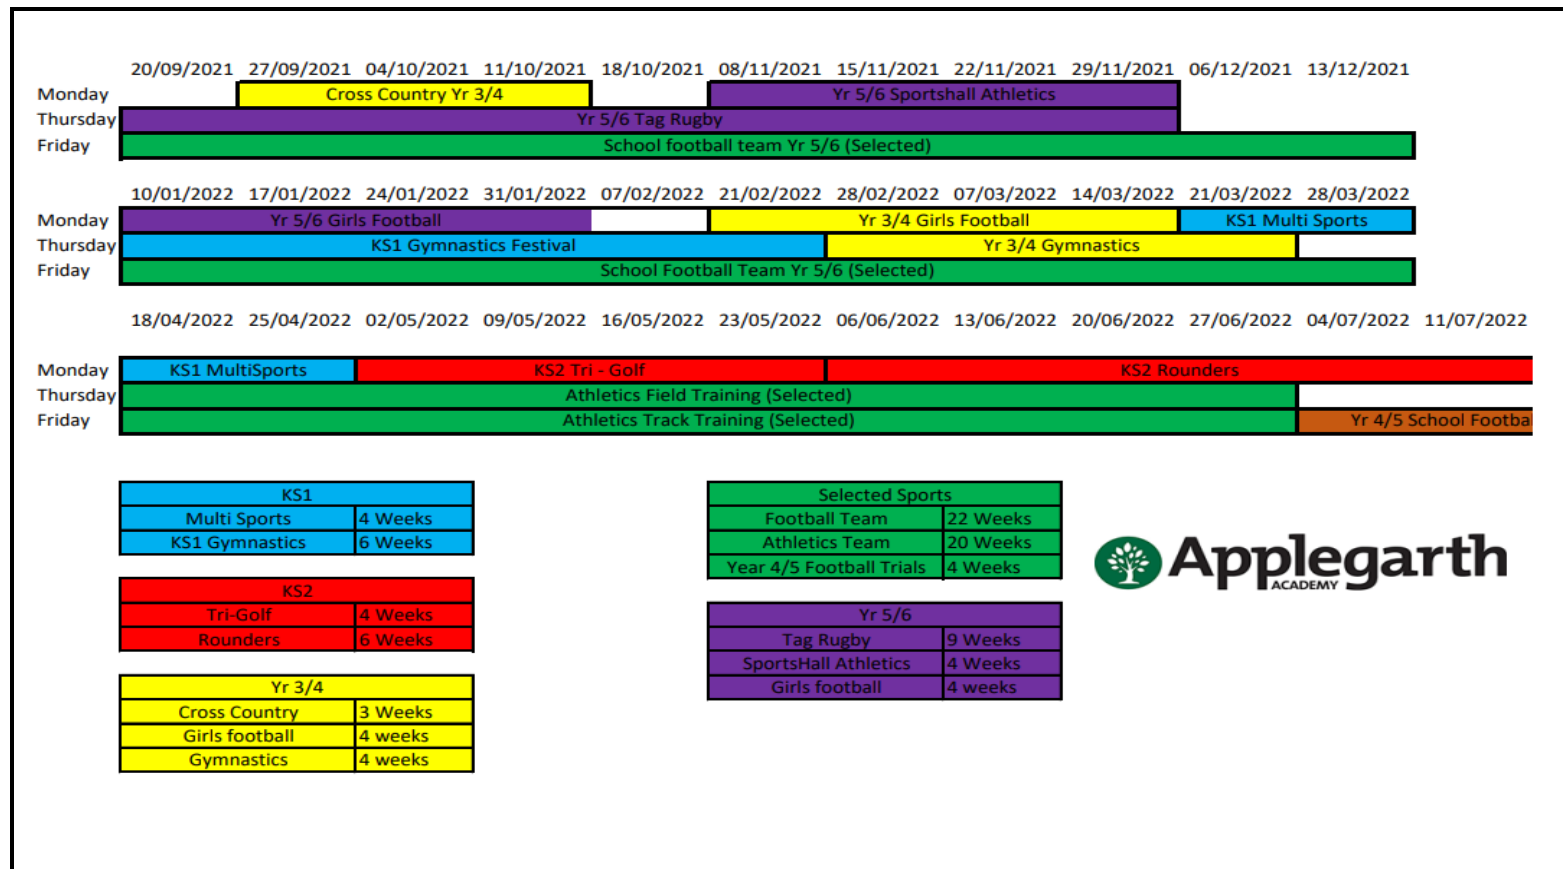 20/09/2021 27/09/2021 04/10/2021 11/10/2021 18/10/2021 08/11/2021 15/11/2021 22/11/2021 29/11/2021 06/12/2021 13/12/2021
Monday Cross Country Yr 3/4 Yr 5/6 Sportshall Athletics
Thursday Yr 5/6 Tag Rugby
Friday School football team Yr 5/6 (Selected)
10/01/2022 17/01/2022 24/01/2022 31/01/2022 07/02/2022 21/02/2022 28/02/2022 07/03/2022 14/03/2022 21/03/2022 28/03/2022
Monday Yr 5/6 Girls Football Yr 3/4 Girls Football KS1 Multi Sports
Thursday KS1 Gymnastics Festival Yr 3/4 Gymnastics
Friday School Football Team Yr 5/6 (Selected)
18/04/2022 25/04/2022 02/05/2022 09/05/2022 16/05/2022 23/05/2022 06/06/2022 13/06/2022 20/06/2022 27/06/2022 04/07/2022 11/07/2022
Monday KS1 MultiSports KS2 Tri - Golf KS2 Rounders
Thursday Athletics Field Training (Selected)
Friday Athletics Track Training (Selected) Yr 4/5 School Footba
KS1
Multi Sports 4 Weeks
KS1 Gymnastics 6 Weeks
KS2
Tri-Golf 4 Weeks
Rounders 6 Weeks
Yr 3/4
Cross Country 3 Weeks
Girls football 4 weeks
Gymnastics 4 weeks
Selected Sports
Football Team 22 Weeks
Athletics Team 20 Weeks
Year 4/5 Football Trials 4 Weeks
Yr 5/6
Tag Rugby 9 Weeks
SportsHall Athletics 4 Weeks
Girls football 4 weeks
Applegarth
ACADEMY